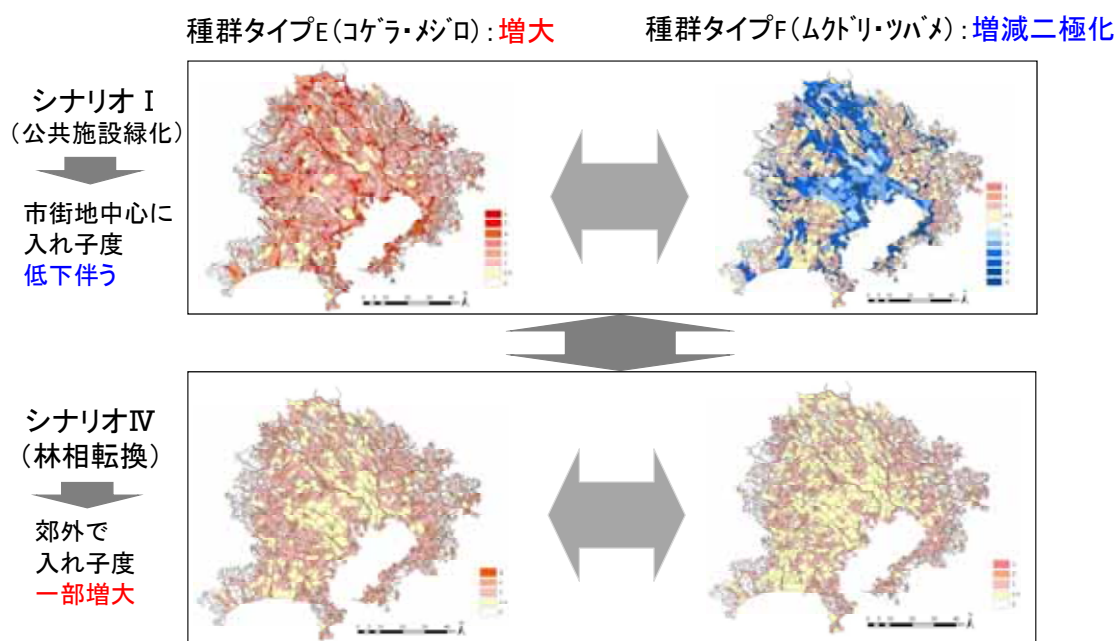 種群タイプE(コゲラ・メジロ):増大
種群タイプF(ムクドリ・ツバメ):増減二極化
シナリオⅠ
(公共施設緑化)
市街地中心に
入れ子度
低下伴う
シナリオⅣ
(林相転換)
郊外で
入れ子度
一部増大